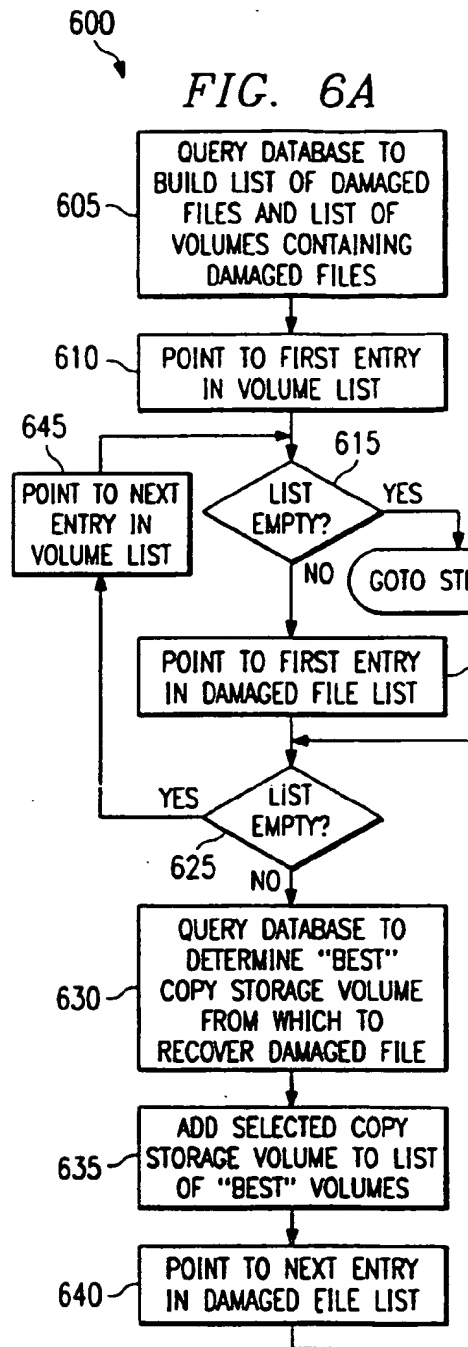 600
FIG. 6A
605
QUERY DATABASE TO
BUILD LIST OF DAMAGED
FILES AND LIST OF
VOLUMES CONTAINING
DAMAGED FILES
610
POINT TO FIRST ENTRY
IN VOLUME LIST
645
POINT TO NEXT
ENTRY IN
VOLUME LIST
615
LIST
EMPTY?
YES
NO
GOTO
POINT TO FIRST ENTRY
IN DAMAGED FILE LIST
YES
LIST
EMPTY?
625
NO
630
QUERY DATABASE TO
DETERMINE "BEST"
COPY STORAGE VOLUME
FROM WHICH TO
RECOVER DAMAGED FILE
635
ADD SELECTED COPY
STORAGE VOLUME TO LIST
OF "BEST" VOLUMES
640
POINT TO NEXT ENTRY
IN DAMAGED FILE LIST